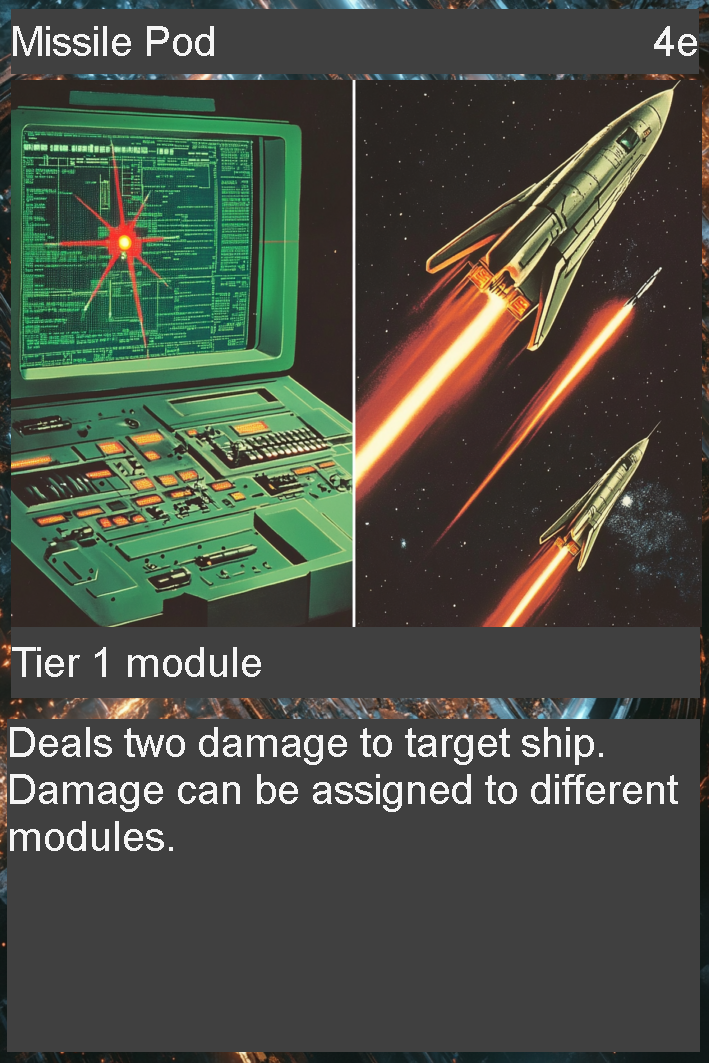 Missile Pod 4e
Tier 1 module
Deals two damage to target ship.
Damage can be assigned to different
modules.